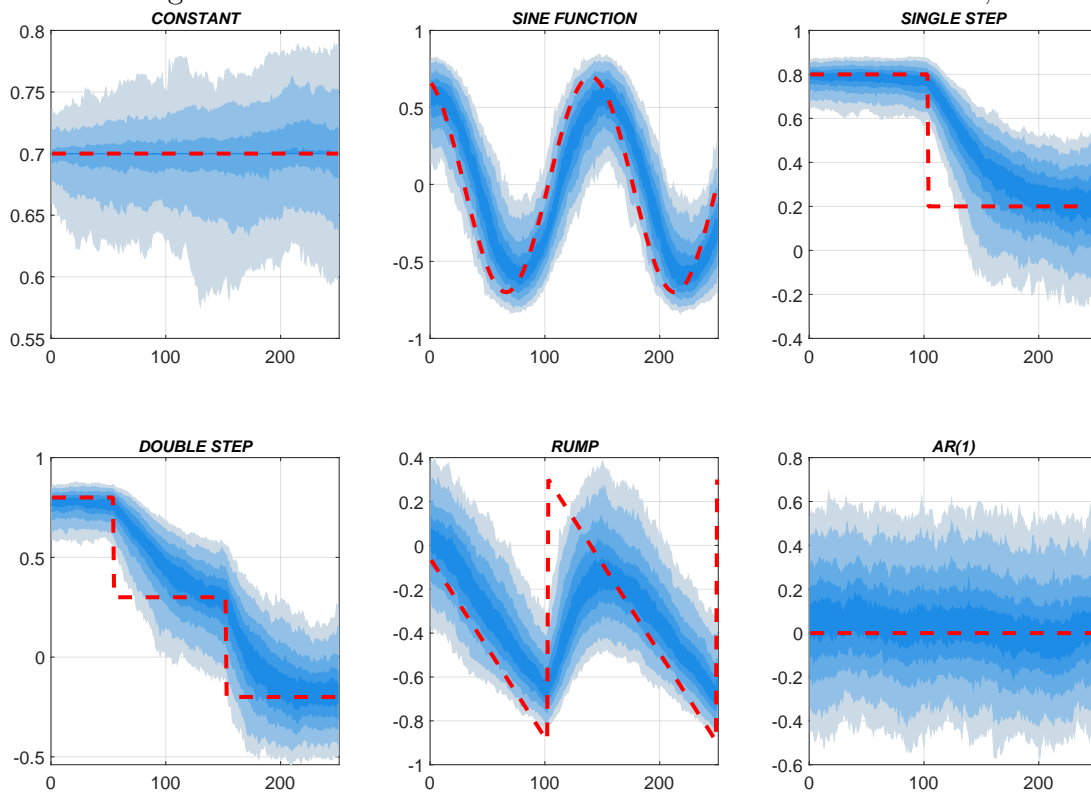 CONSTANT SINE FUNCTION SINGLE STEP
0.8 1 1
0.75 0.5 0.8
0.7 0 0.6
0.65 -0.5 0.4
0.6 -1 0.2
0.55 0
-0.2
-0.4
0 100 200 0 100 200 0 100 200
DOUBLE STEP RUMP AR(1)
1 0.4 0.8
0.5 0.2 0.6
0 0 0.4
-0.5 -0.2 0.2
-0.4 0
-0.6 -0.2
-0.8 -0.4
-1 -0.6
0 100 200 0 100 200 0 100 200